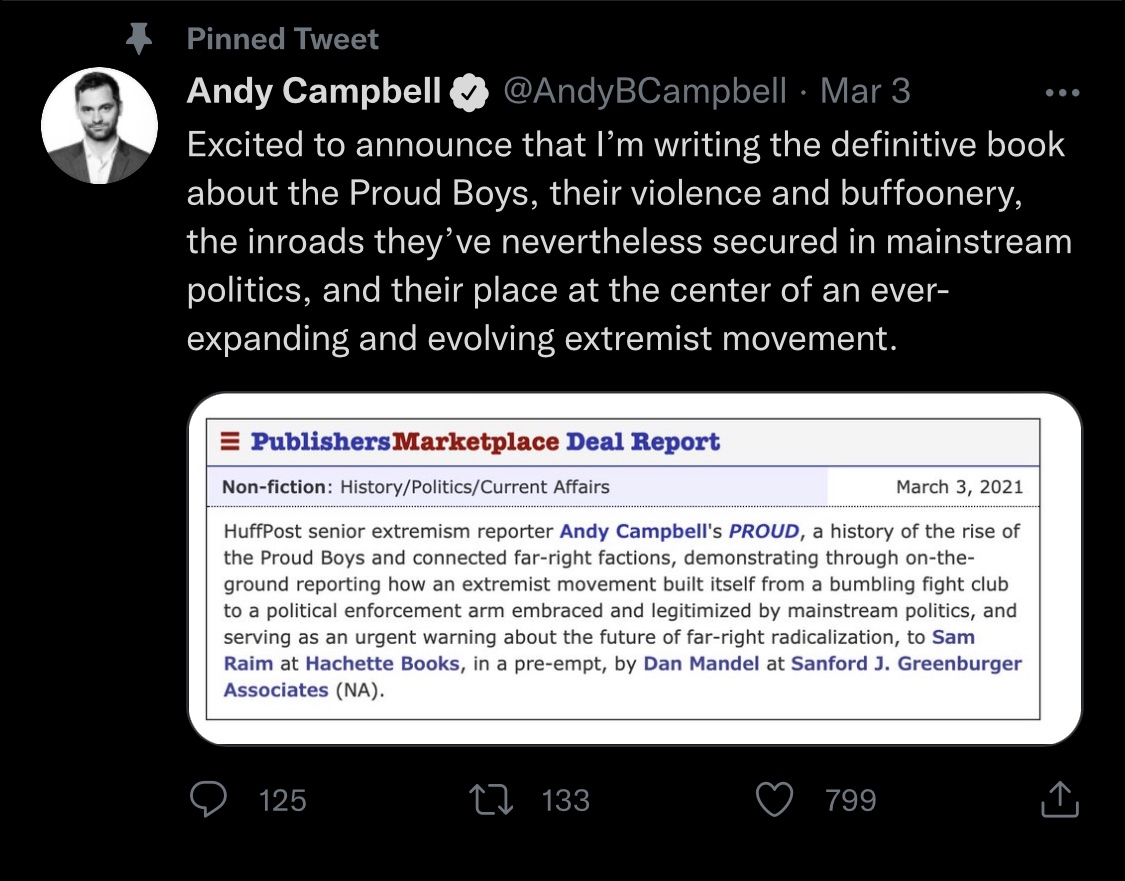 Pinned Tweet
Andy Campbell @AndyBCampbell · Mar 3
Excited to announce that I’m writing the definitive book
about the Proud Boys, their violence and buffoonery,
the inroads they’ve nevertheless secured in mainstream
politics, and their place at the center of an ever-
expanding and evolving extremist movement.
PublishersMarketplace Deal Report
Non-fiction: History/Politics/Current Affairs March 3, 2021
HuffPost senior extremism reporter Andy Campbell's PROUD, a history of the rise of
the Proud Boys and connected far-right factions, demonstrating through on-the-
ground reporting how an extremist movement built itself from a bumbling fight club
to a political enforcement arm embraced and legitimized by mainstream politics, and
serving as an urgent warning about the future of far-right radicalization, to Sam
Raim at Hachette Books, in a pre-empt, by Dan Mandel at Sanford J. Greenburger
Associates (NA).
125 133 799